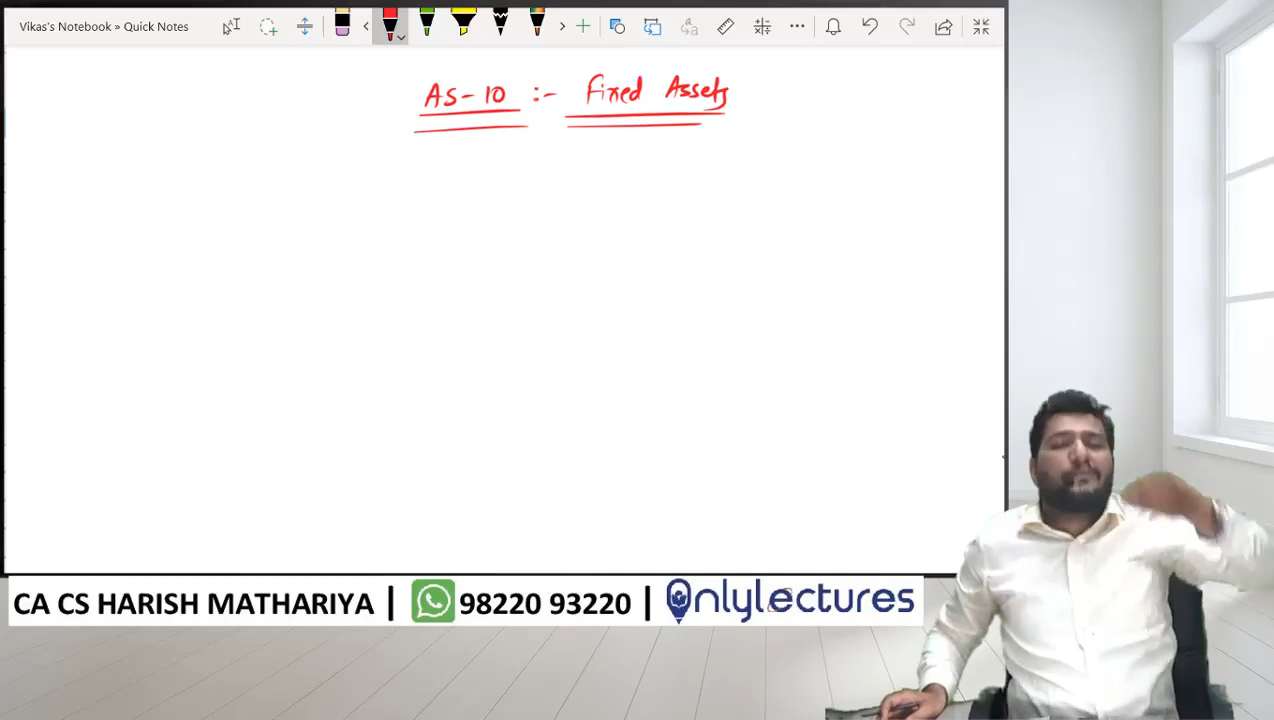 Vikas's Notebook » Quick Notes
AS-10 :- Fixed Assets
CA CS HARISH MATHARIYA | 98220 93220 | Onlylectures